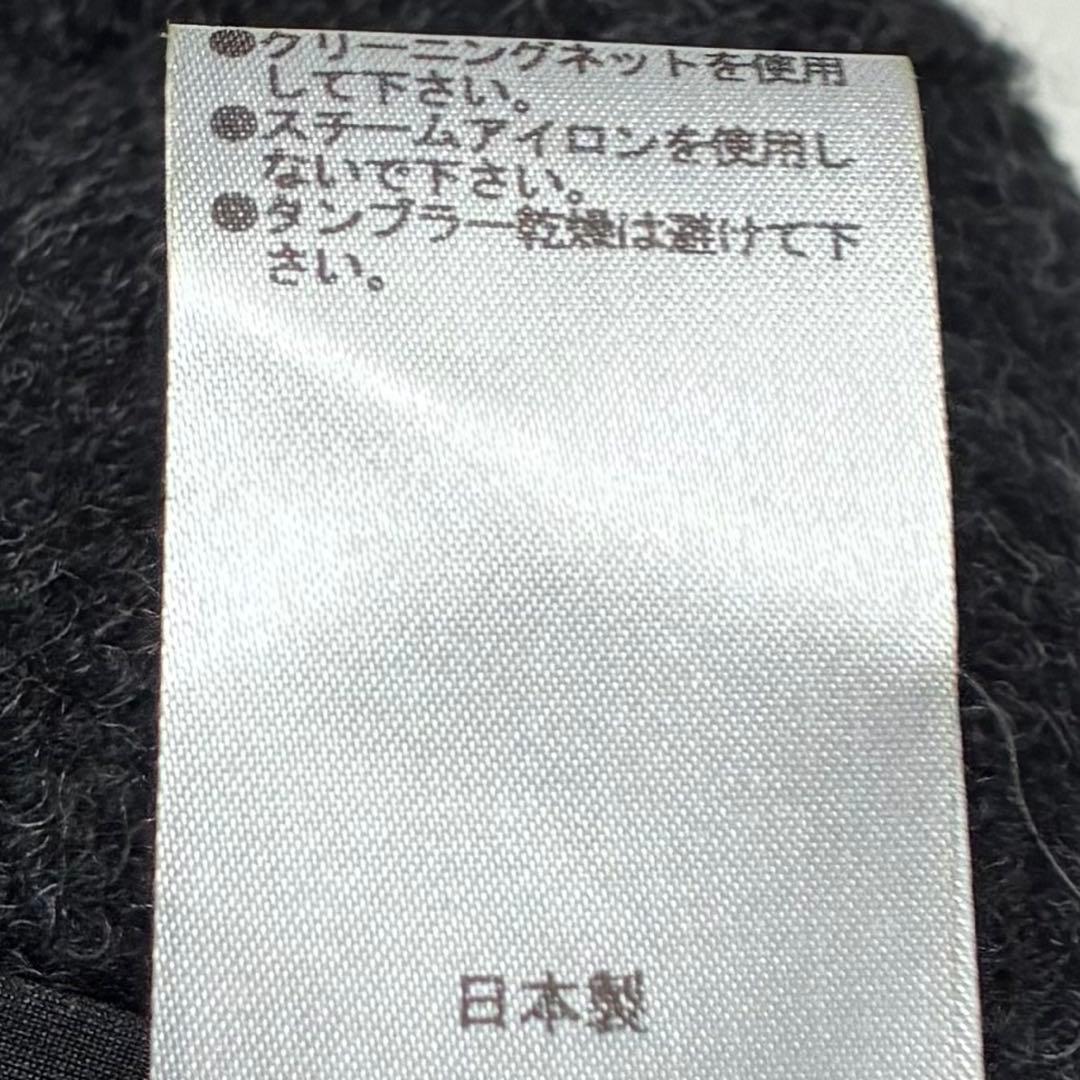 ●クリーニングネットを使用
して下さい。
●スチームアイロンを使用し
ないで下さい。
●タンブラー乾燥は避けて下
さい。
日本製